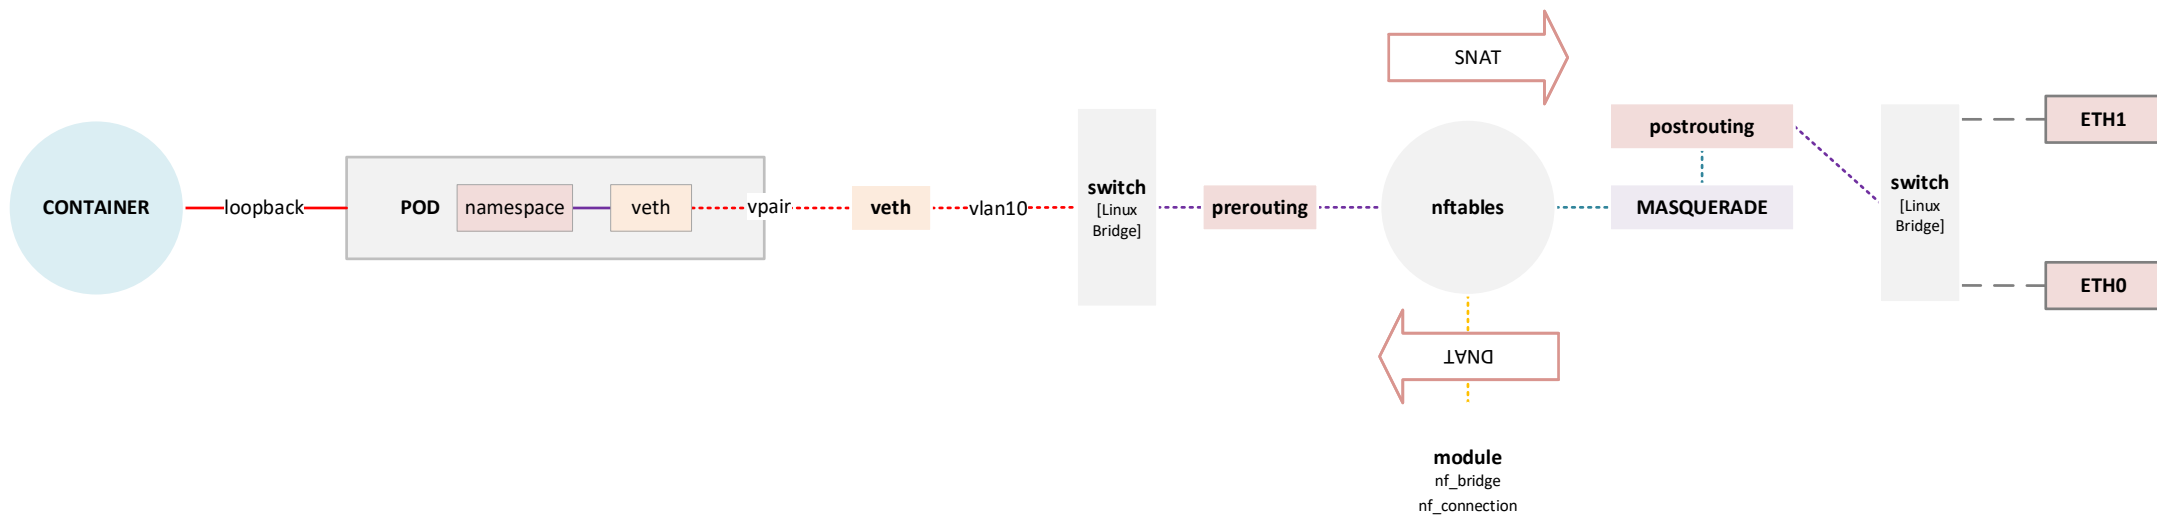 SNAT
CONTAINER
loopback
POD
namespace
veth
vpair
veth
vlan10
switch
[Linux
Bridge]
prerouting
nftables
postrouting
MASQUERADE
switch
[Linux
Bridge]
ETH1
ETH0
DNAT
module
nf_bridge
nf_connection